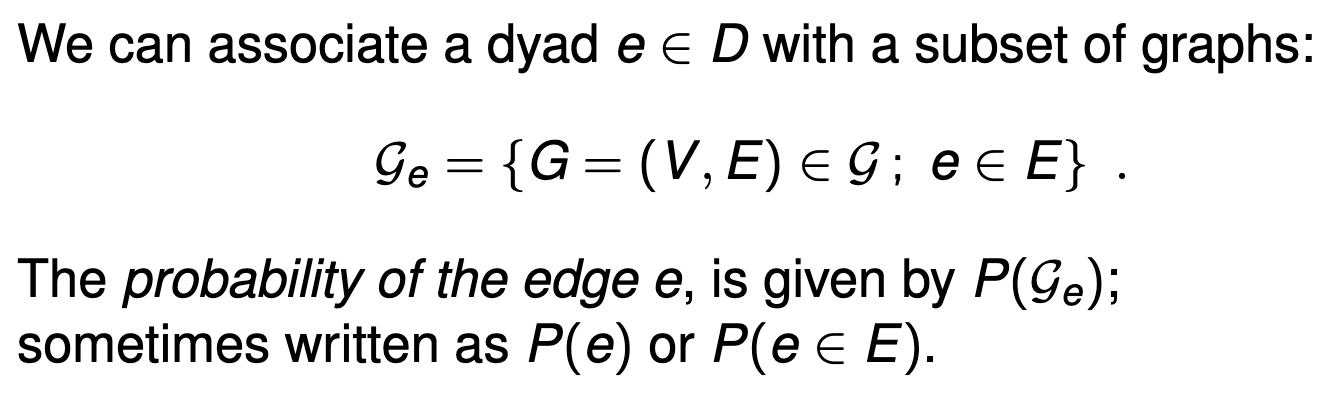 We can associate a dyad e ∈ D with a subset of graphs:
𝒢ₑ = {G = (V, E) ∈ 𝒢 ; e ∈ E} .
The probability of the edge e, is given by P(𝒢ₑ);
sometimes written as P(e) or P(e ∈ E).